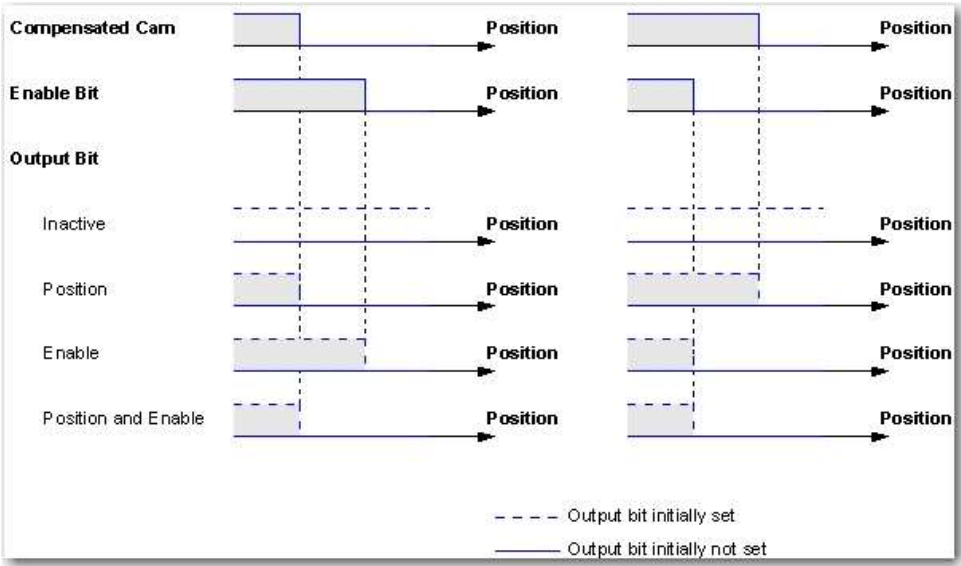 Compensated Cam Position Position
Enable Bit Position Position
Output Bit
Inactive Position Position
Position Position Position
Enable Position Position
Position and Enable Position Position
Output bit initially set
Output bit initially not set